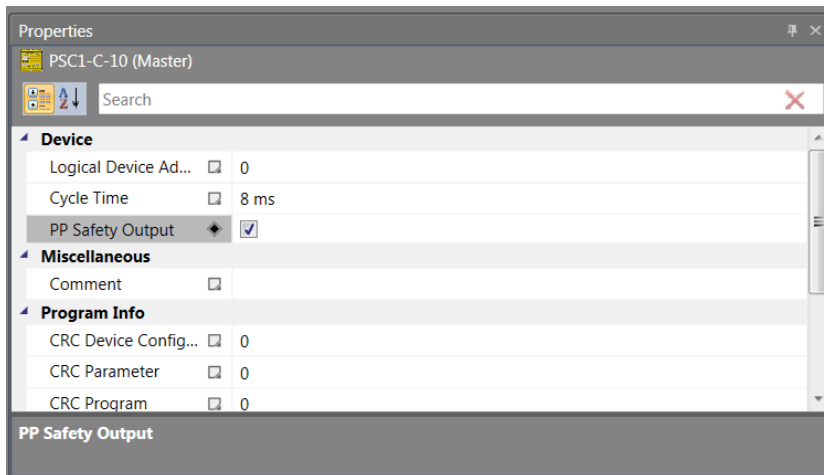 Properties
PSC1-C-10 (Master)
Search
Device
Logical Device Ad... 0
Cycle Time 8 ms
PP Safety Output
Miscellaneous
Comment
Program Info
CRC Device Config... 0
CRC Parameter 0
CRC Program 0
PP Safety Output